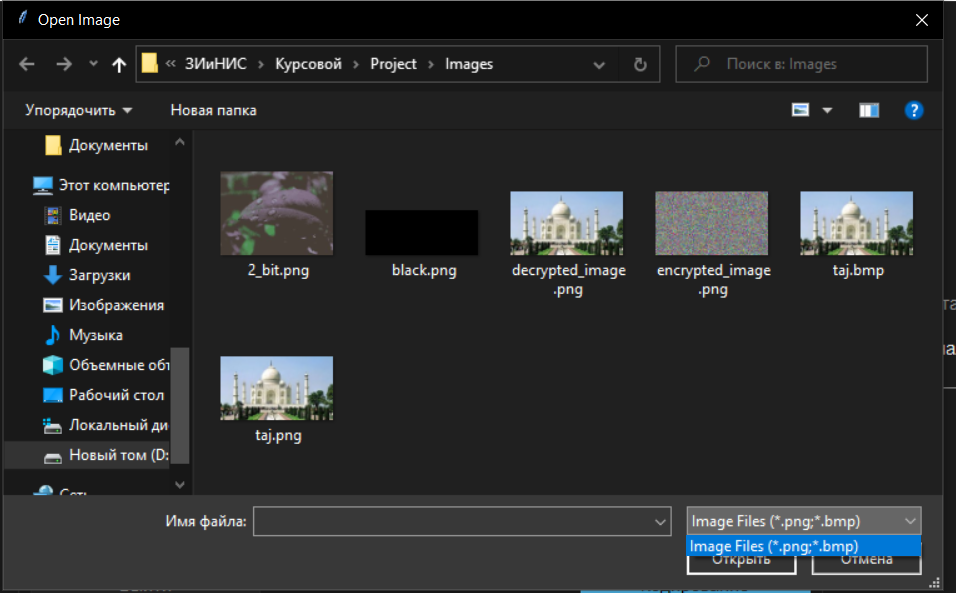 Open Image
« ЗИиНИС › Курсовой › Project › Images
Поиск в: Images
Упорядочить
Новая папка
?
Документы
Этот компьютер
Видео
Документы
Загрузки
Изображения
Музыка
Объемные об
Рабочий стол
Локальный ди
Новый том (D:
Сеть
2_bit.png
black.png
decrypted_image
.png
encrypted_image
.png
taj.bmp
taj.png
Имя файла:
Image Files (*.png;*.bmp)
Image Files (*.png;*.bmp)
Открыть
Отмена